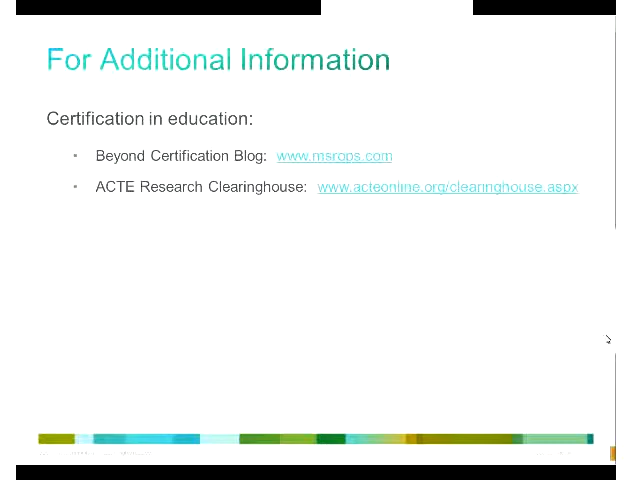 For Additional Information
Certification in education:
• Beyond Certification Blog: www.msrops.com
• ACTE Research Clearinghouse: www.acteonline.org/clearinghouse.aspx